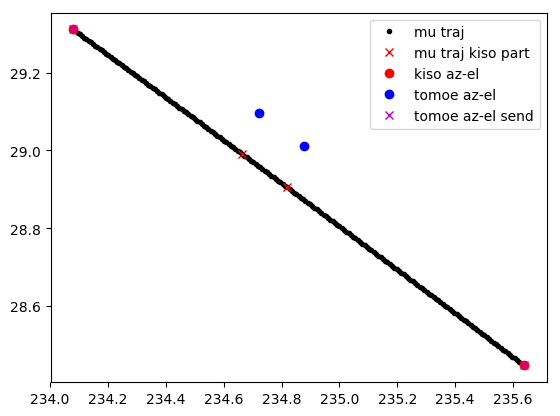 mu traj
mu traj kiso part
kiso az-el
tomoe az-el
tomoe az-el send
29.2
29.0
28.8
28.6
234.0 234.2 234.4 234.6 234.8 235.0 235.2 235.4 235.6